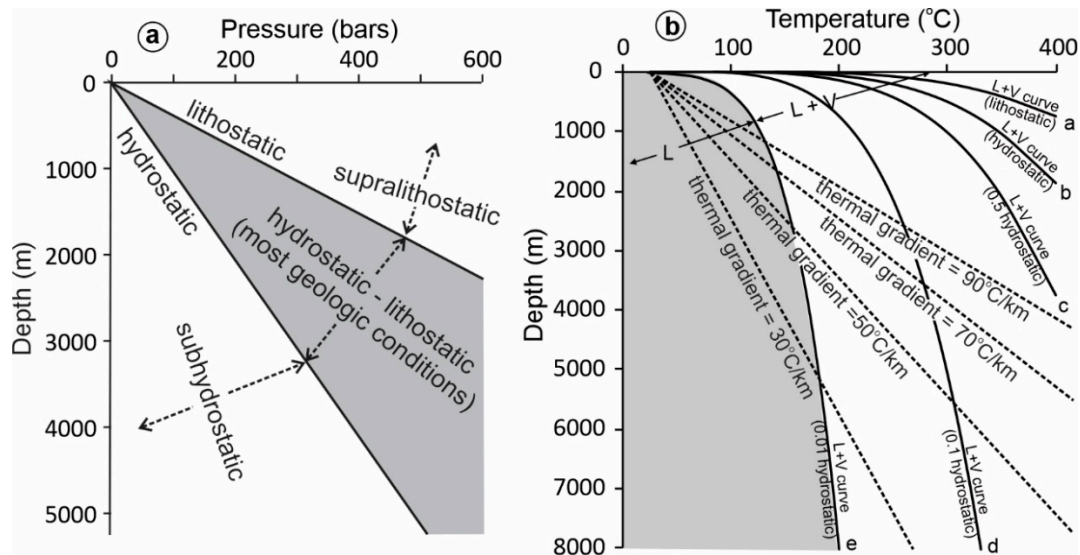 a
Pressure (bars)
0
200
400
600
Depth (m)
0
1000
2000
3000
4000
5000
lithostatic
hydrostatic
supralithostatic
hydrostatic - lithostatic
(most geologic conditions)
subhydrostatic
b
Temperature (°C)
0
100
200
300
400
Depth (m)
0
1000
2000
3000
4000
5000
6000
7000
8000
L
L + V
L+V curve
(lithostatic)
a
L+V curve
(hydrostatic)
b
L+V curve
(0.5 hydrostatic)
c
thermal gradient = 90°C/km
thermal gradient = 70°C/km
thermal gradient =50°C/km
thermal gradient = 30°C/km
L+V curve
(0.1 hydrostatic)
d
L+V curve
(0.01 hydrostatic)
e